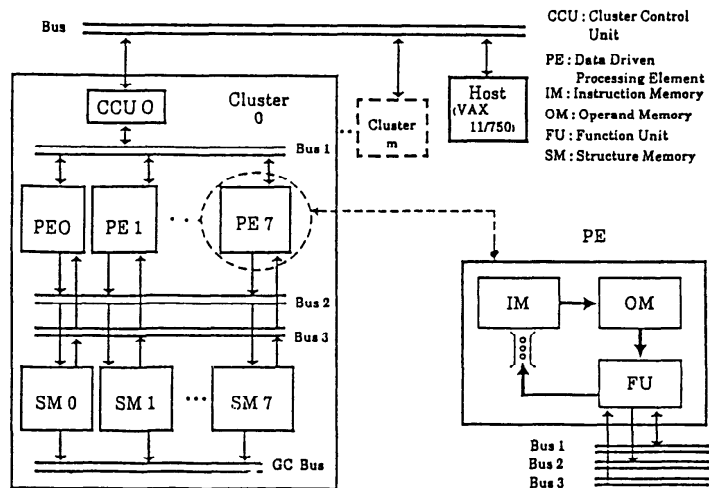 Bus
CCU : Cluster Control
Unit
PE : Data Driven
Processing Element
IM : Instruction Memory
OM : Operand Memory
FU : Function Unit
SM : Structure Memory
CCU 0
Cluster
0
Cluster
m
Host
(VAX
11/750)
Bus 1
PE0
PE 1
PE 7
PE
Bus 2
Bus 3
IM
OM
FU
SM 0
SM 1
SM 7
GC Bus
Bus 1
Bus 2
Bus 3